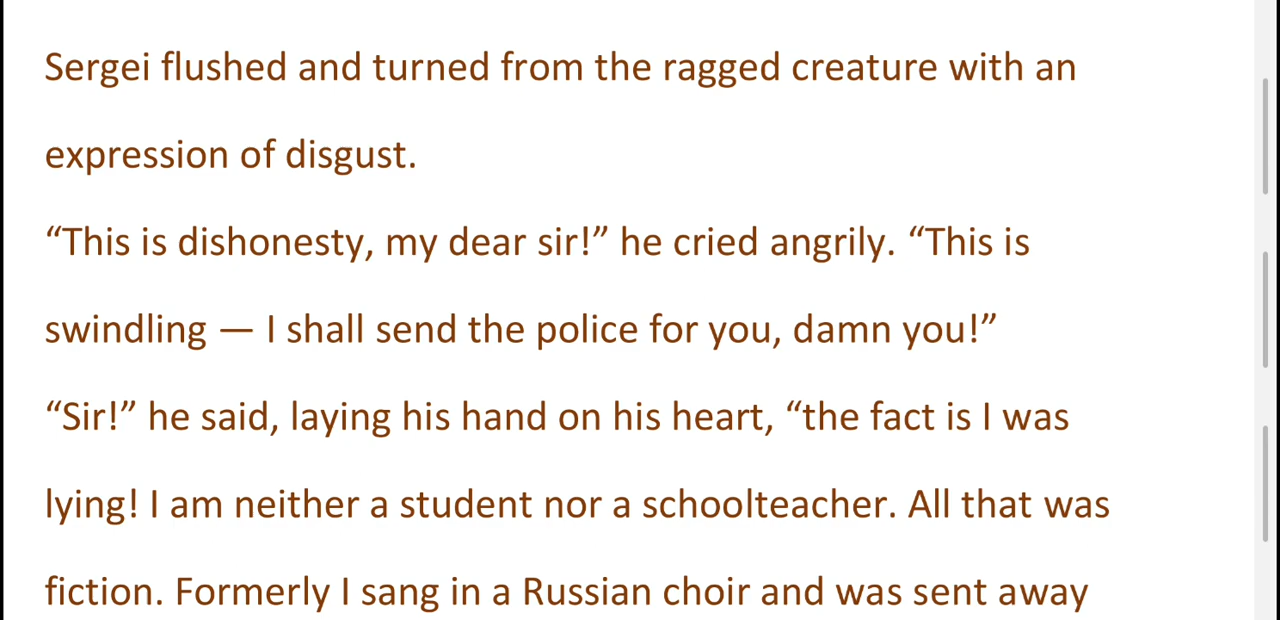 Sergei flushed and turned from the ragged creature with an
expression of disgust.
“This is dishonesty, my dear sir!” he cried angrily. “This is
swindling — I shall send the police for you, damn you!”
“Sir!” he said, laying his hand on his heart, “the fact is I was
lying! I am neither a student nor a schoolteacher. All that was
fiction. Formerly I sang in a Russian choir and was sent away